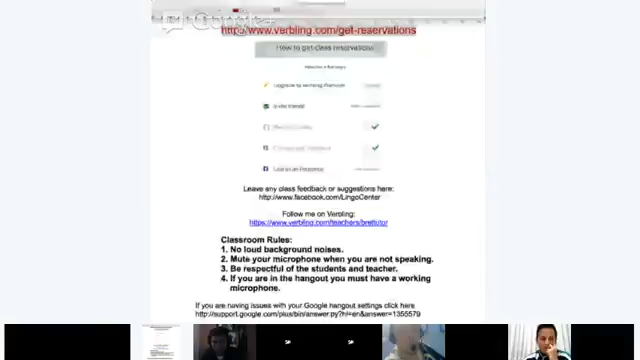 Google+
http://www.verbling.com/get-reservations
How to get class reservations
Leave any class feedback or suggestions here:
http://www.facebook.com/LingoCenter
Follow me on Verbling:
https://www.verbling.com/teachers/brettutor
Classroom Rules:
1. No loud background noises.
2. Mute your microphone when you are not speaking.
3. Be respectful of the students and teacher.
4. If you are in the hangout you must have a working
microphone.
If you are having issues with your Google hangout settings click here
http://support.google.com/plus/bin/answer.py?hl=en&answer=1355579